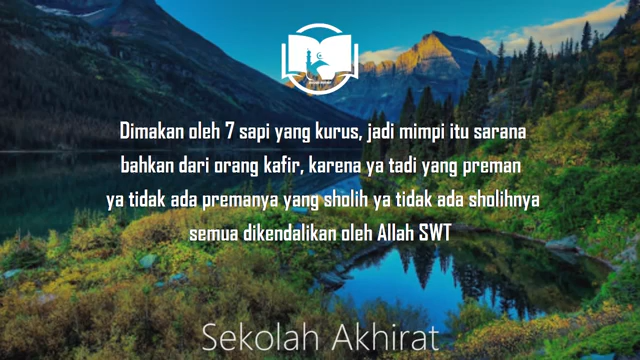 Dimakan oleh 7 sapi yang kurus, jadi mimpi itu sarana
bahkan dari orang kafir, karena ya tadi yang preman
ya tidak ada premanya yang sholih ya tidak ada sholihnya
semua dikendalikan oleh Allah SWT
Sekolah Akhirat